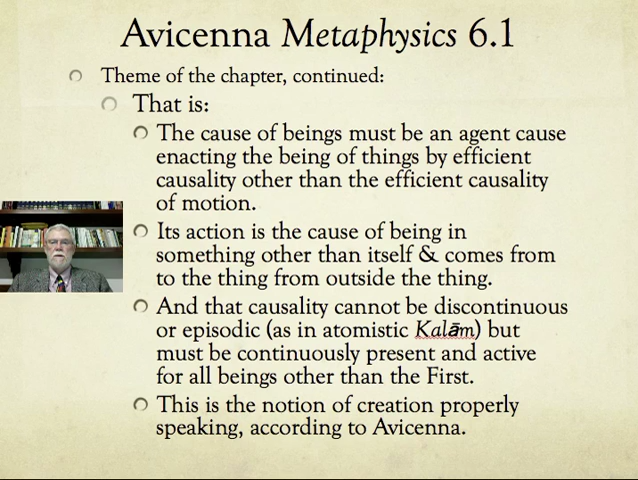 Avicenna Metaphysics 6.1
Theme of the chapter, continued:
That is:
The cause of beings must be an agent cause
enacting the being of things by efficient
causality other than the efficient causality
of motion.
Its action is the cause of being in
something other than itself & comes from
to the thing from outside the thing.
And that causality cannot be discontinuous
or episodic (as in atomistic Kalām) but
must be continuously present and active
for all beings other than the First.
This is the notion of creation properly
speaking, according to Avicenna.